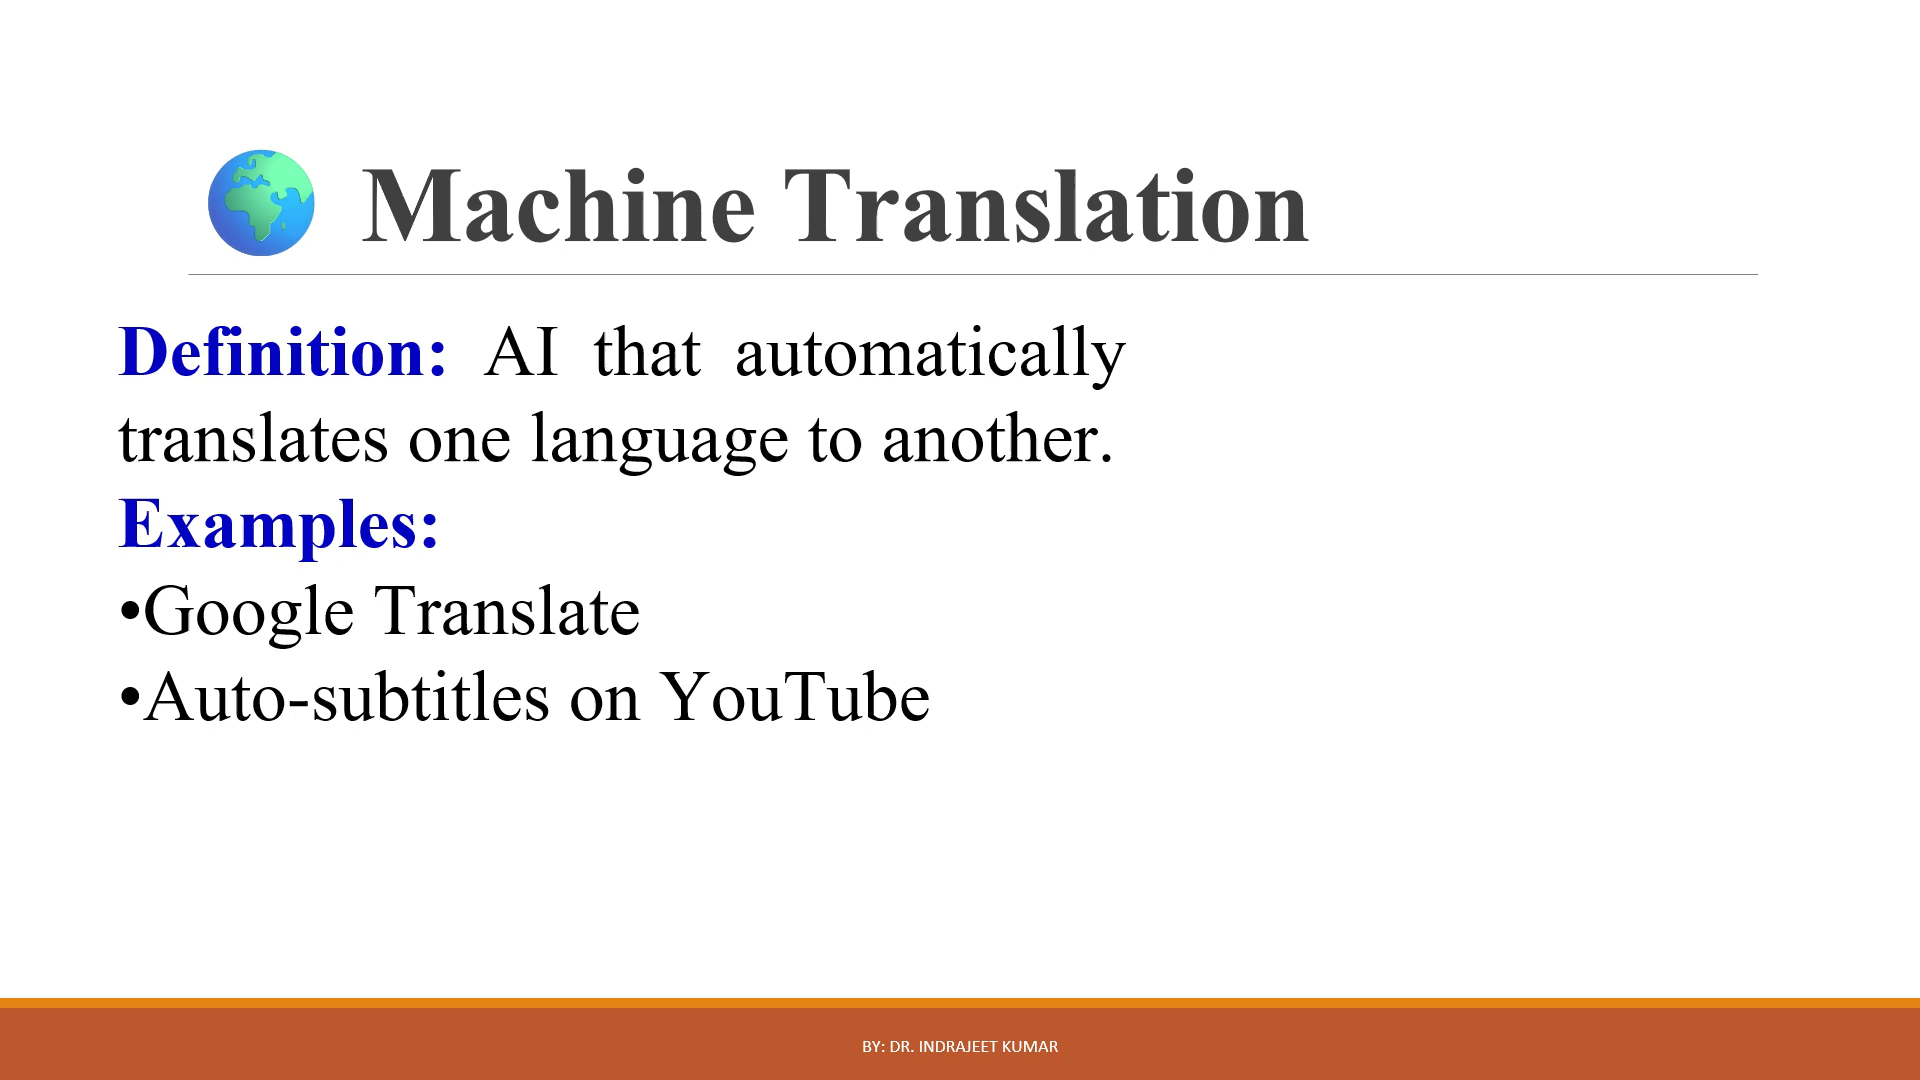 Machine Translation
Definition: AI that automatically
translates one language to another.
Examples:
•Google Translate
•Auto-subtitles on YouTube
BY: DR. INDRAJEET KUMAR